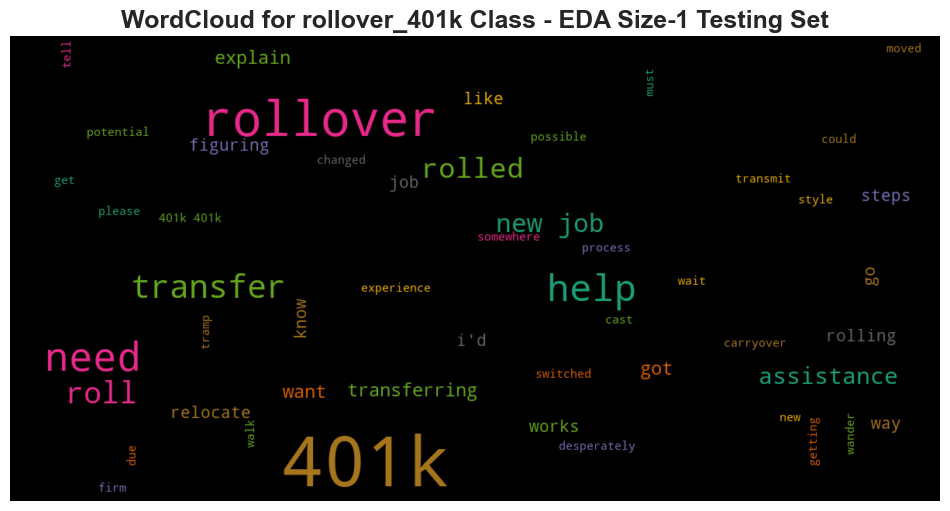 WordCloud for rollover_401k Class - EDA Size-1 Testing Set
tell
explain
moved
must
like
rollover
potential
figuring
possible
could
changed
rolled
get
job
transmit
steps
style
please
401k 401k
new job
somewhere
process
go
transfer
experience
help
wait
know
tramp
cast
i'd
carryover
rolling
need
switched
got
assistance
roll
want
transferring
relocate
walk
works
new
getting
wander
way
desperately
due
401k
firm